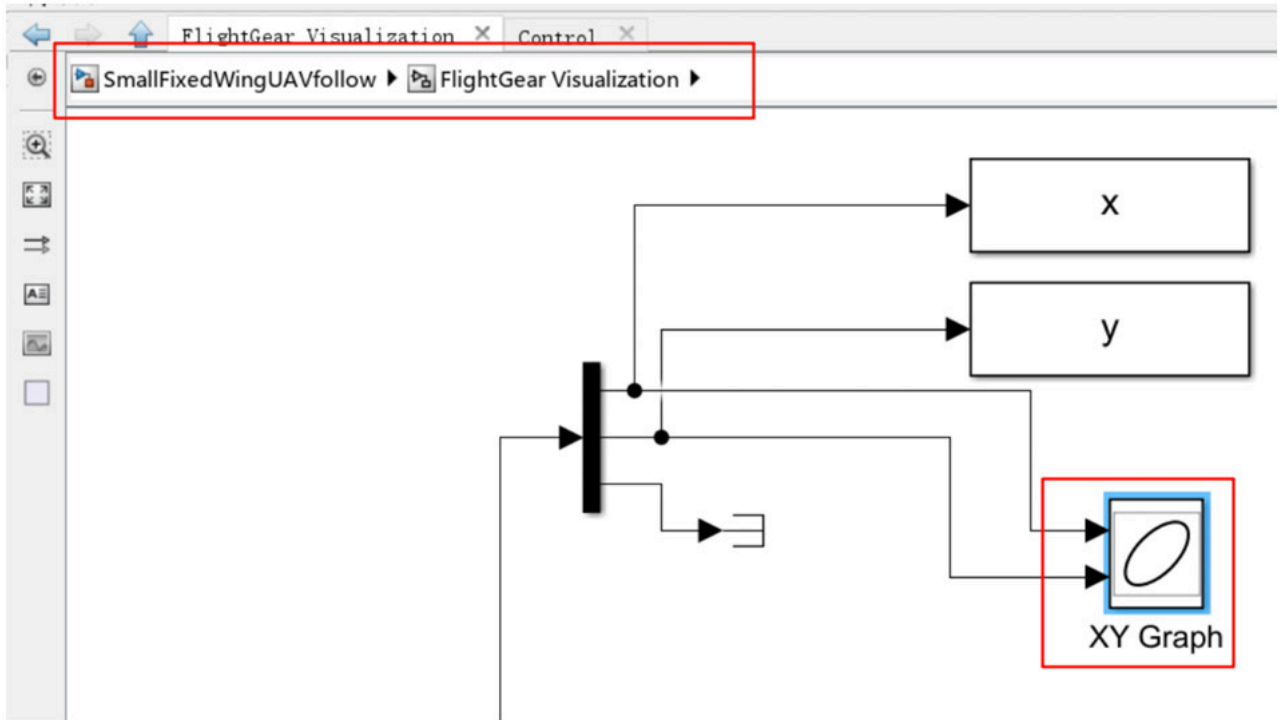 FlightGear Visualization × Control ×
SmallFixedWingUAVfollow FlightGear Visualization
x
y
XY Graph